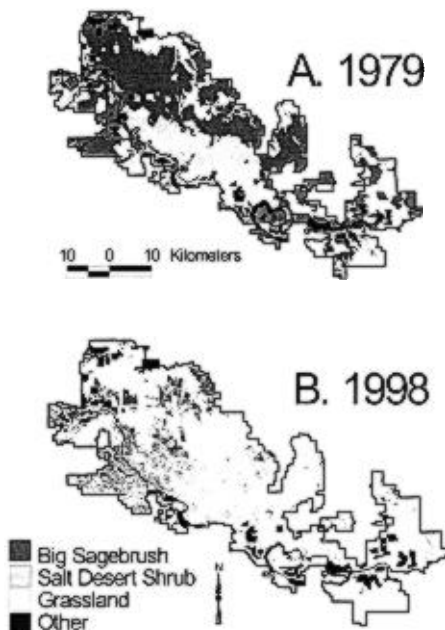 A. 1979
10 0 10 Kilometers
B. 1998
N
Big Sagebrush
Salt Desert Shrub
Grassland
Other